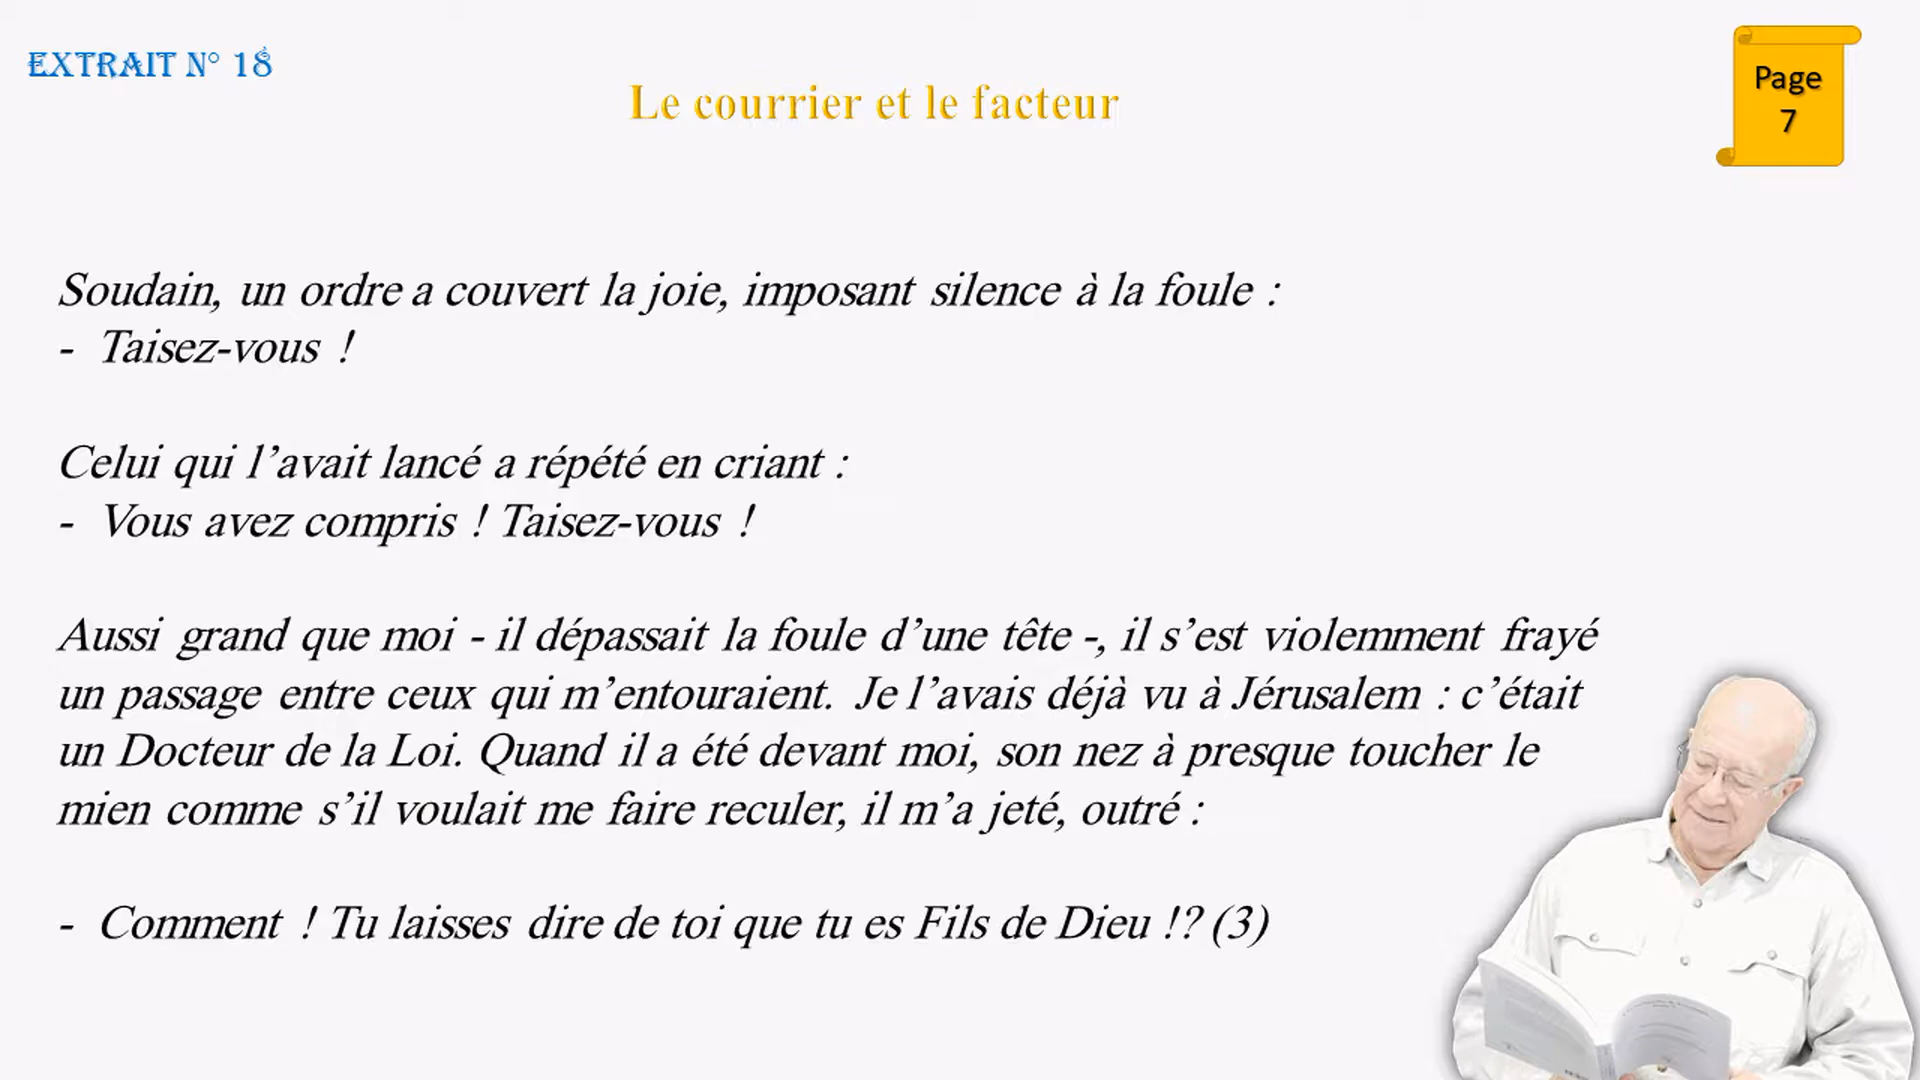 EXTRAIT N° 18
Le courrier et le facteur
Page
7
Soudain, un ordre a couvert la joie, imposant silence à la foule :
- Taisez-vous !
Celui qui l’avait lancé a répété en criant :
- Vous avez compris ! Taisez-vous !
Aussi grand que moi - il dépassait la foule d’une tête -, il s’est violemment frayé
un passage entre ceux qui m’entouraient. Je l’avais déjà vu à Jérusalem : c’était
un Docteur de la Loi. Quand il a été devant moi, son nez à presque toucher le
mien comme s’il voulait me faire reculer, il m’a jeté, outré :
- Comment ! Tu laisses dire de toi que tu es Fils de Dieu !? (3)